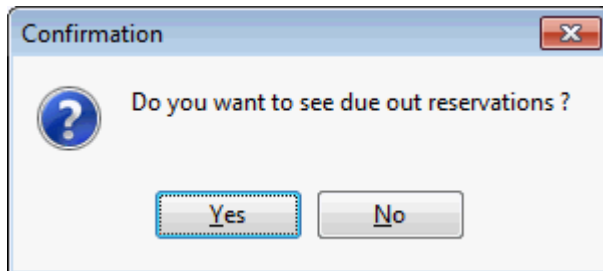 Confirmation
Do you want to see due out reservations ?
Yes
No